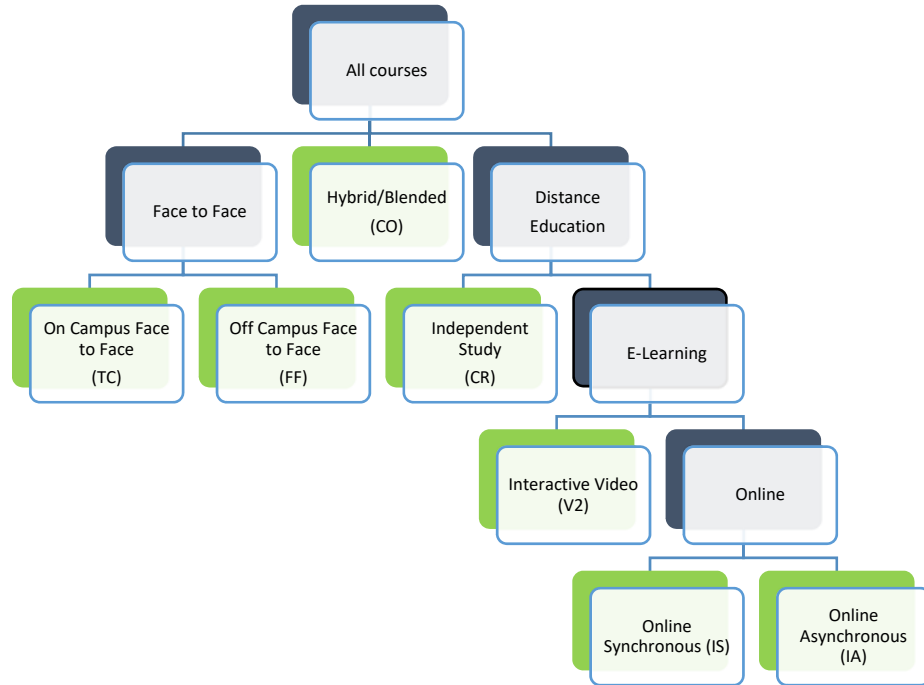 All courses
Face to Face
Hybrid/Blended
(CO)
Distance
Education
On Campus Face
to Face
(TC)
Off Campus Face
to Face
(FF)
Independent
Study
(CR)
E-Learning
Interactive Video
(V2)
Online
Online
Synchronous (IS)
Online
Asynchronous
(IA)